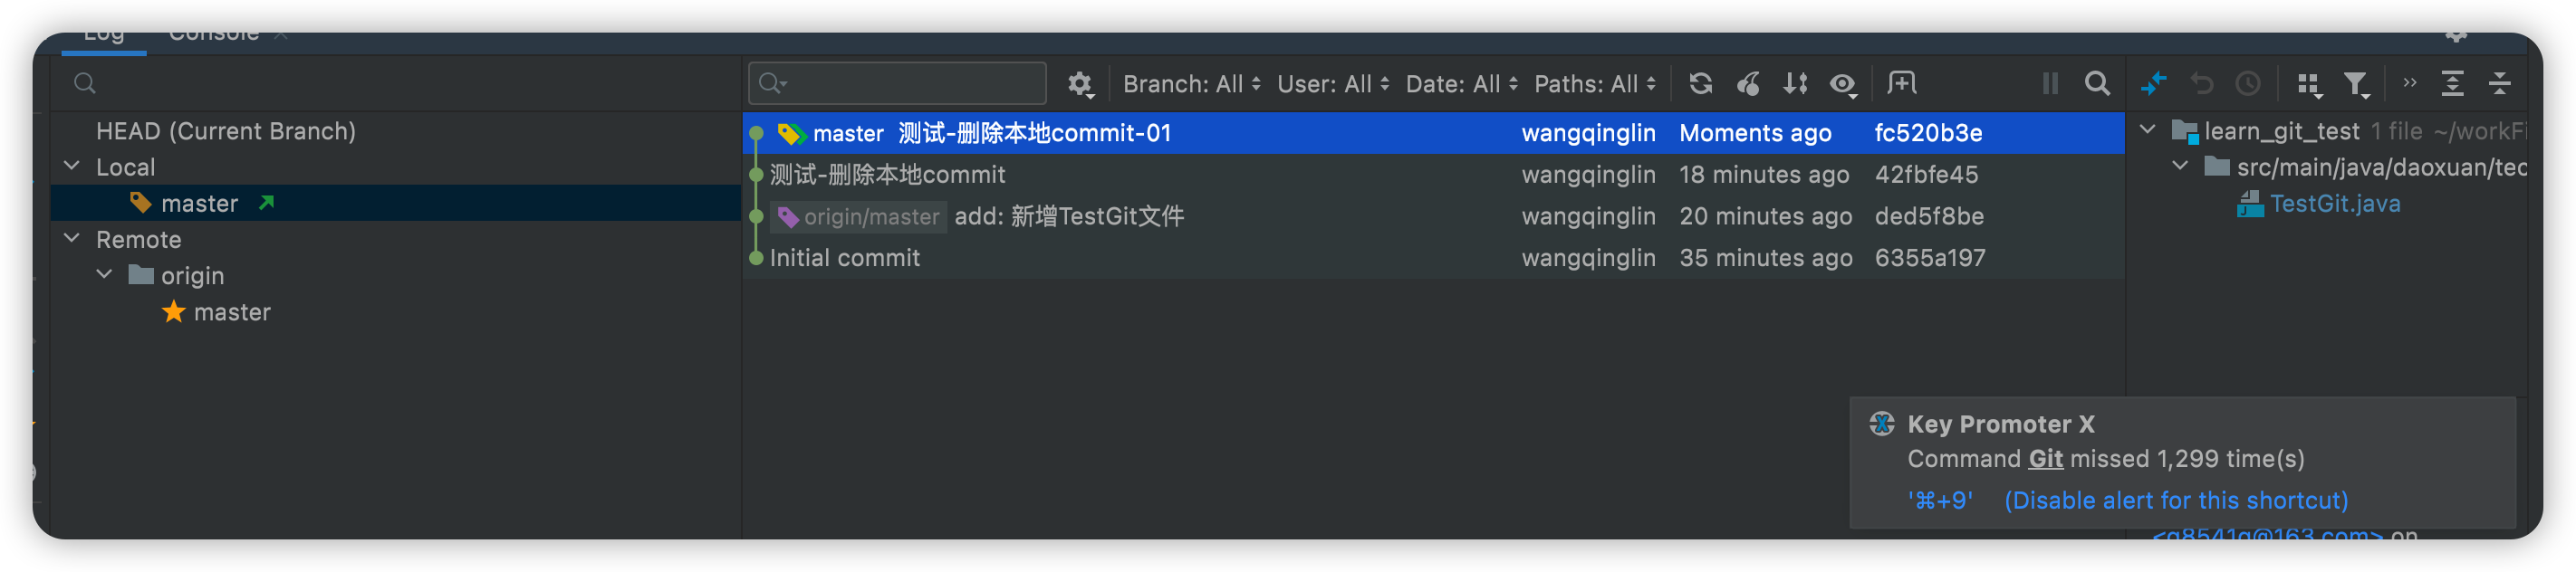 Log Console
Branch: All User: All Date: All Paths: All
HEAD (Current Branch)
Local
master
Remote
origin
master
master 测试-删除本地commit-01 wangqinglin Moments ago fc520b3e
测试-删除本地commit wangqinglin 18 minutes ago 42fbfe45
origin/master add: 新增TestGit文件 wangqinglin 20 minutes ago ded5f8be
Initial commit wangqinglin 35 minutes ago 6355a197
learn_git_test 1 file ~/workFi
src/main/java/daoxuan/tec
TestGit.java
Key Promoter X
Command Git missed 1,299 time(s)
'⌘+9' (Disable alert for this shortcut)
on